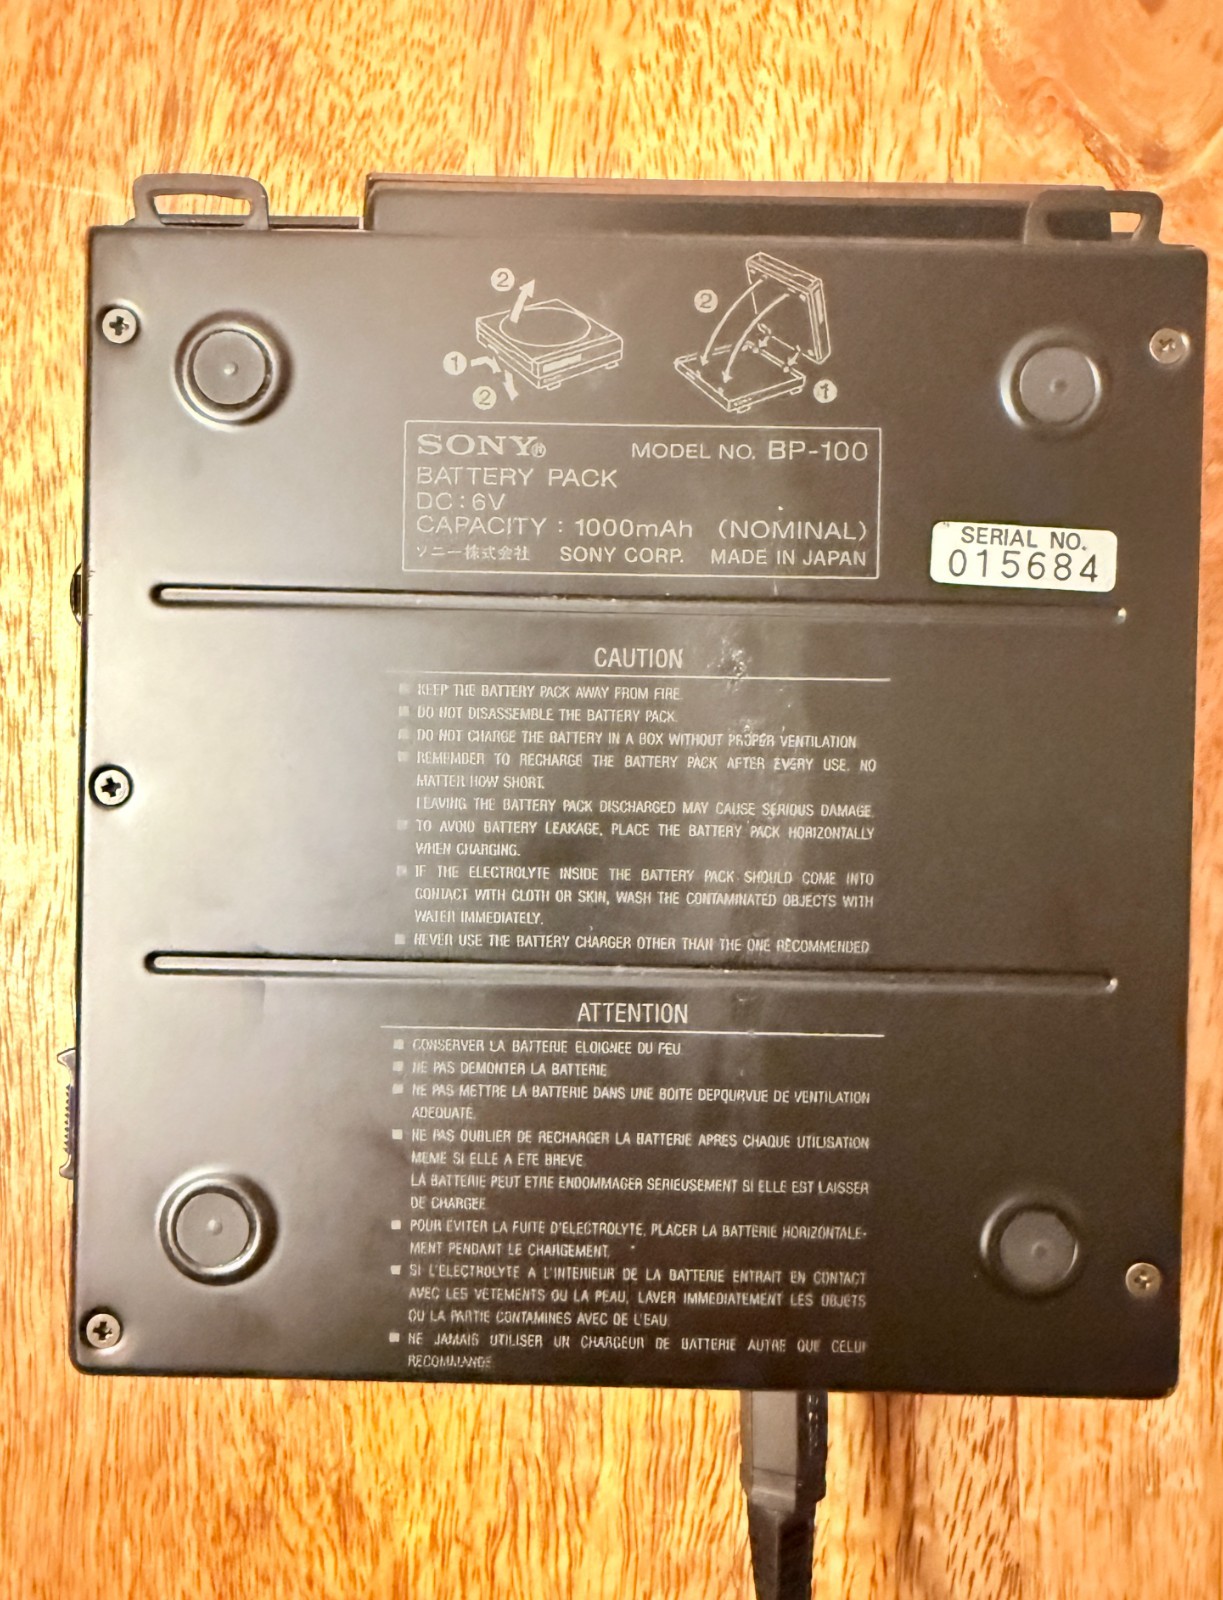 2
1
2
2
1
SONY® MODEL NO. BP-100
BATTERY PACK
DC : 6V
CAPACITY : 1000mAh (NOMINAL)
ソニー株式会社 SONY CORP. MADE IN JAPAN
SERIAL NO.
015684
CAUTION
KEEP THE BATTERY PACK AWAY FROM FIRE.
DO NOT DISASSEMBLE THE BATTERY PACK.
DO NOT CHARGE THE BATTERY IN A BOX WITHOUT PROPER VENTILATION
REMEMBER TO RECHARGE THE BATTERY PACK AFTER EVERY USE, NO
MATTER HOW SHORT.
LEAVING THE BATTERY PACK DISCHARGED MAY CAUSE SERIOUS DAMAGE.
TO AVOID BATTERY LEAKAGE, PLACE THE BATTERY PACK HORIZONTALLY
WHEN CHARGING.
IF THE ELECTROLYTE INSIDE THE BATTERY PACK SHOULD COME INTO
CONTACT WITH CLOTH OR SKIN, WASH THE CONTAMINATED OBJECTS WITH
WATER IMMEDIATELY.
NEVER USE THE BATTERY CHARGER OTHER THAN THE ONE RECOMMENDED
ATTENTION
CONSERVER LA BATTERIE ELOIGNEE DU FEU.
NE PAS DEMONTER LA BATTERIE.
NE PAS METTRE LA BATTERIE DANS UNE BOITE DEPOURVUE DE VENTILATION
ADEQUATE.
NE PAS OUBLIER DE RECHARGER LA BATTERIE APRES CHAQUE UTILISATION
MEME SI ELLE A ETE BREVE.
LA BATTERIE PEUT ETRE ENDOMMAGER SERIEUSEMENT SI ELLE EST LAISSER
DE CHARGEE.
POUR EVITER LA FUITE D'ELECTROLYTE, PLACER LA BATTERIE HORIZONTALE-
MENT PENDANT LE CHARGEMENT.
SI L'ELECTROLYTE A L'INTERIEUR DE LA BATTERIE ENTRAIT EN CONTACT
AVEC LES VETEMENTS OU LA PEAU, LAVER IMMEDIATEMENT LES OBJETS
OU LA PARTIE CONTAMINES AVEC DE L'EAU.
NE JAMAIS UTILISER UN CHARGEUR DE BATTERIE AUTRE QUE CELUI
RECOMMANDE